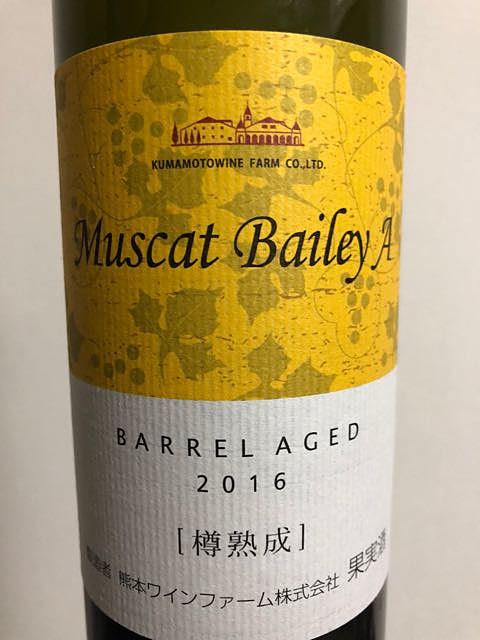 KUMAMOTOWINE FARM CO.,LTD.
Muscat Bailey A
BARREL AGED
2016
[樽熟成]
製造者 熊本ワインファーム株式会社 果実酒